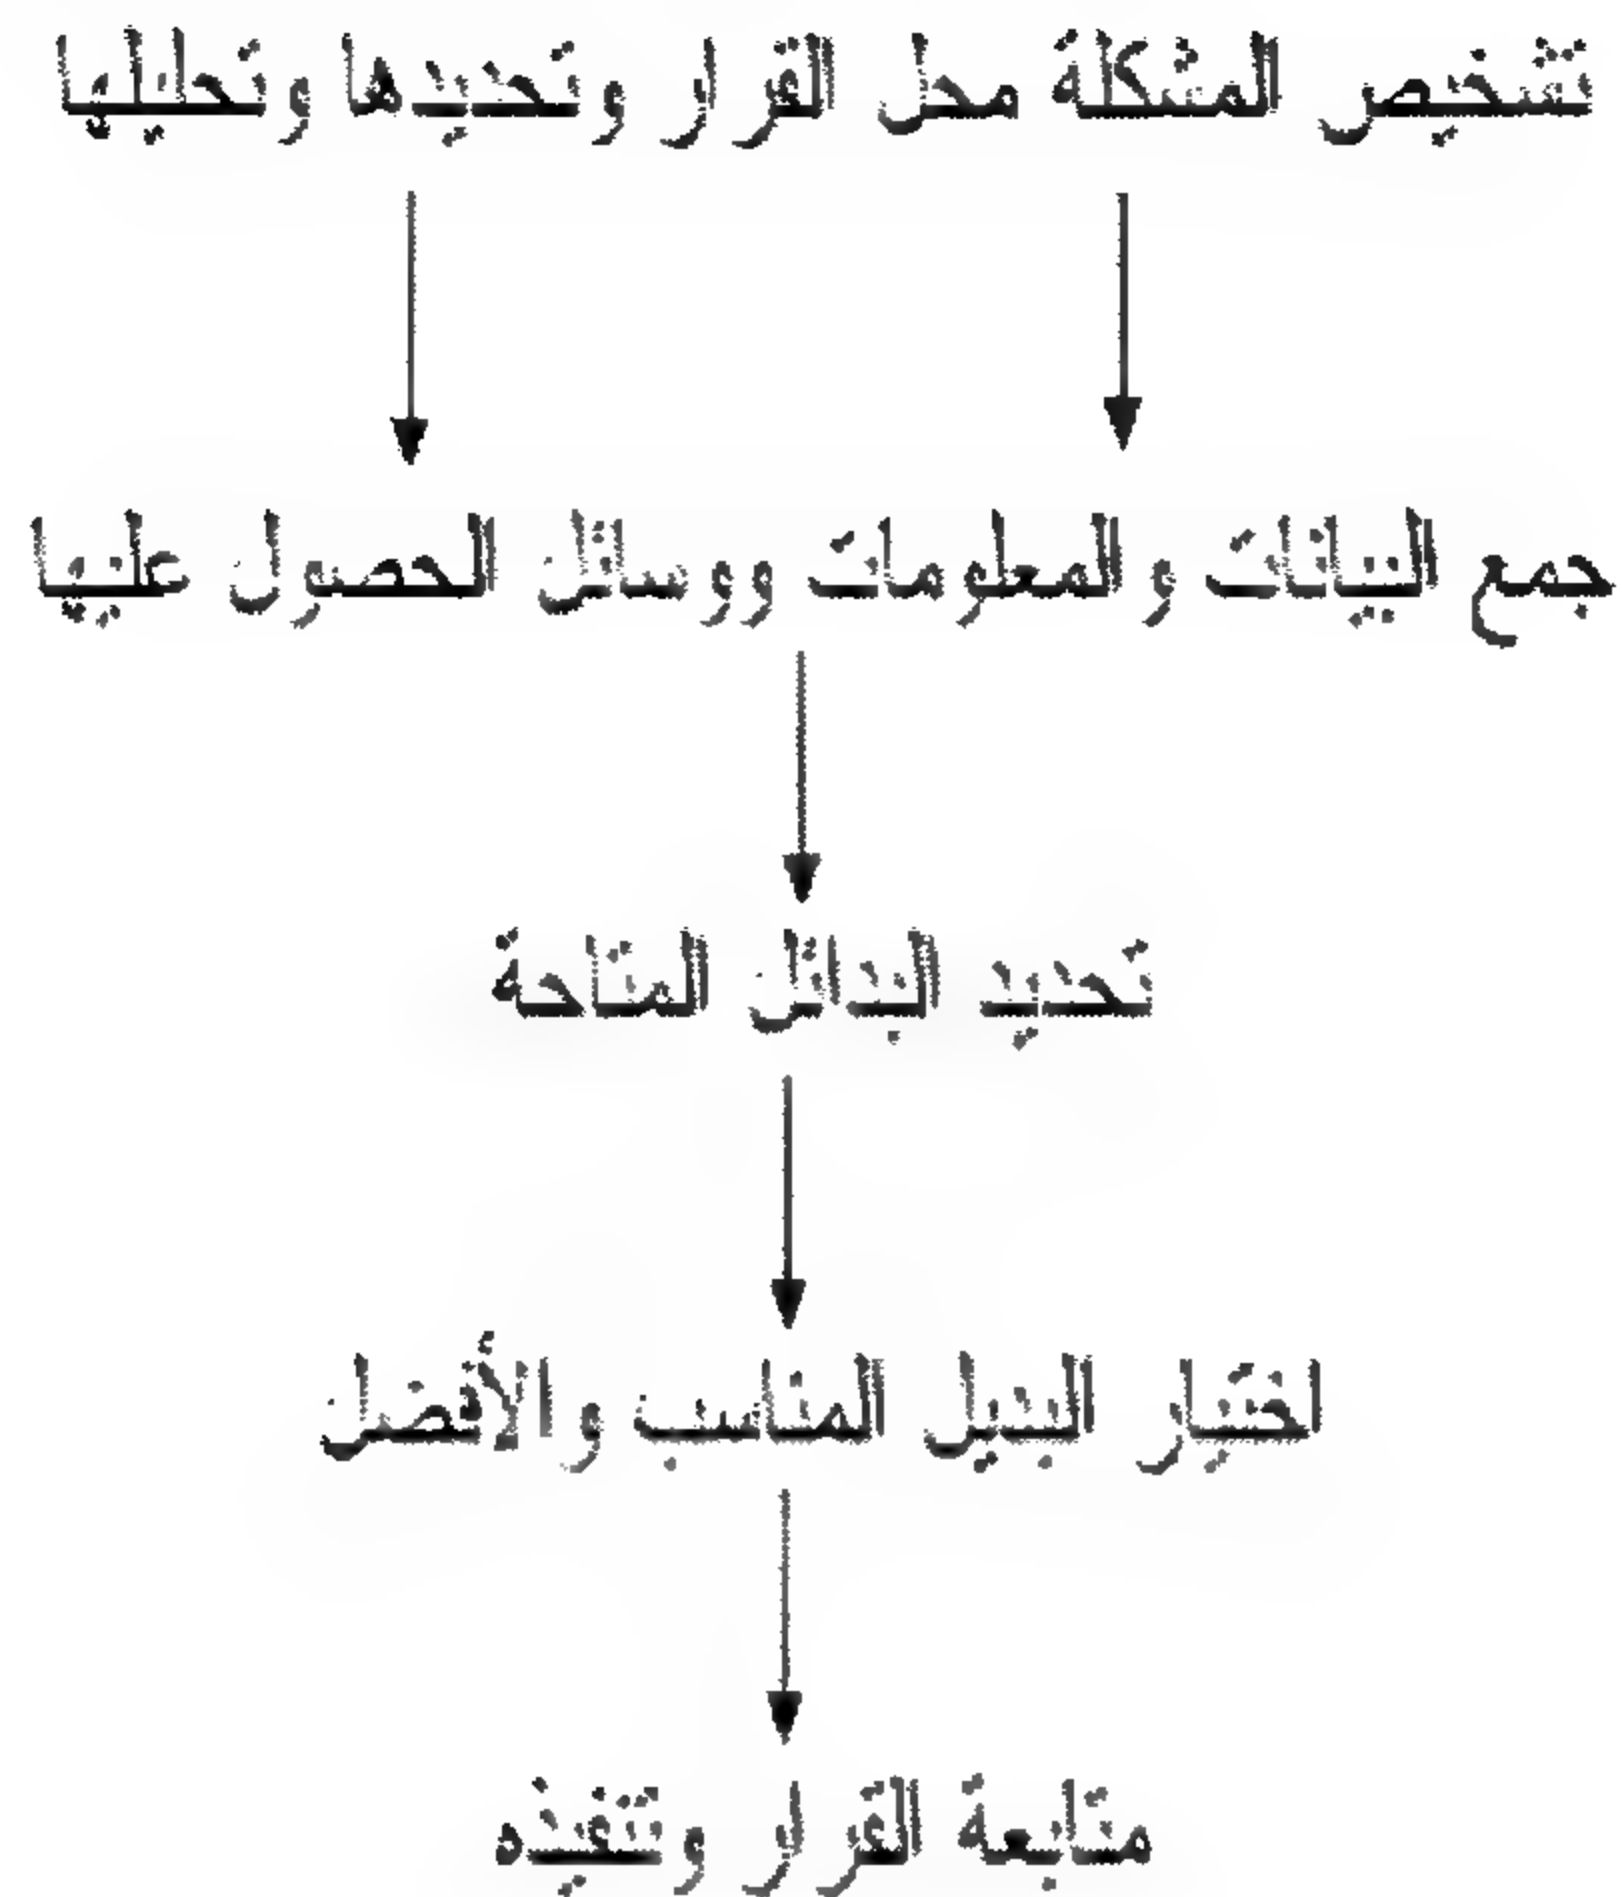 تشخيص المشكلة محل القرار وتحديدها وتحليلها
جمع البيانات والمعلومات ووسائل الحصول عليها
تحديد البدائل المتاحة
اختيار البديل المناسب والأفضل
متابعة القرار وتنفيذه